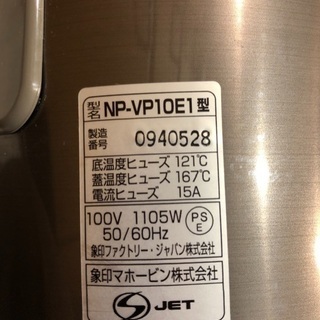 型名 NP-VP10E1型
製造番号 0940528
底温度ヒューズ 121℃
蓋温度ヒューズ 167℃
電流ヒューズ 15A
100V 1105W
50/60Hz
PS
E
象印ファクトリー・ジャパン株式会社
象印マホービン株式会社
S JET